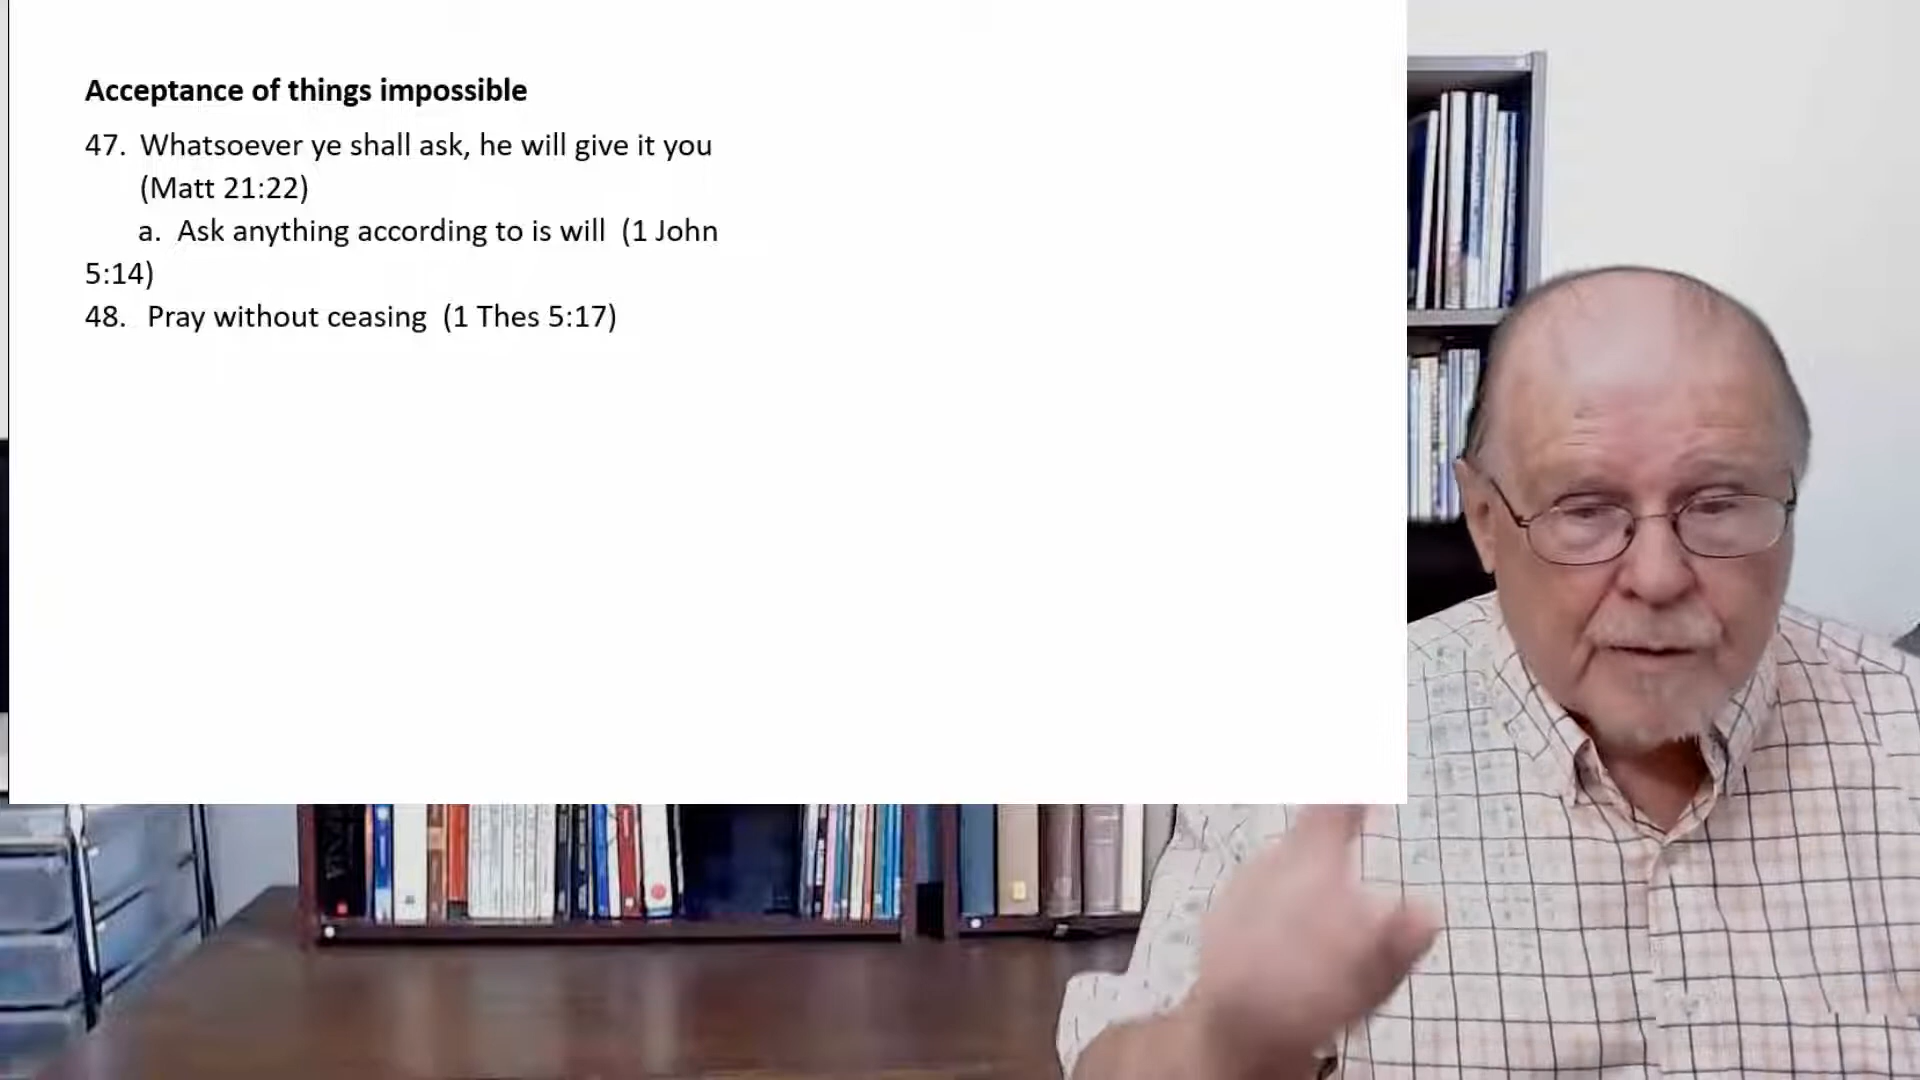 Acceptance of things impossible
47. Whatsoever ye shall ask, he will give it you
(Matt 21:22)
a. Ask anything according to is will (1 John
5:14)
48. Pray without ceasing (1 Thes 5:17)